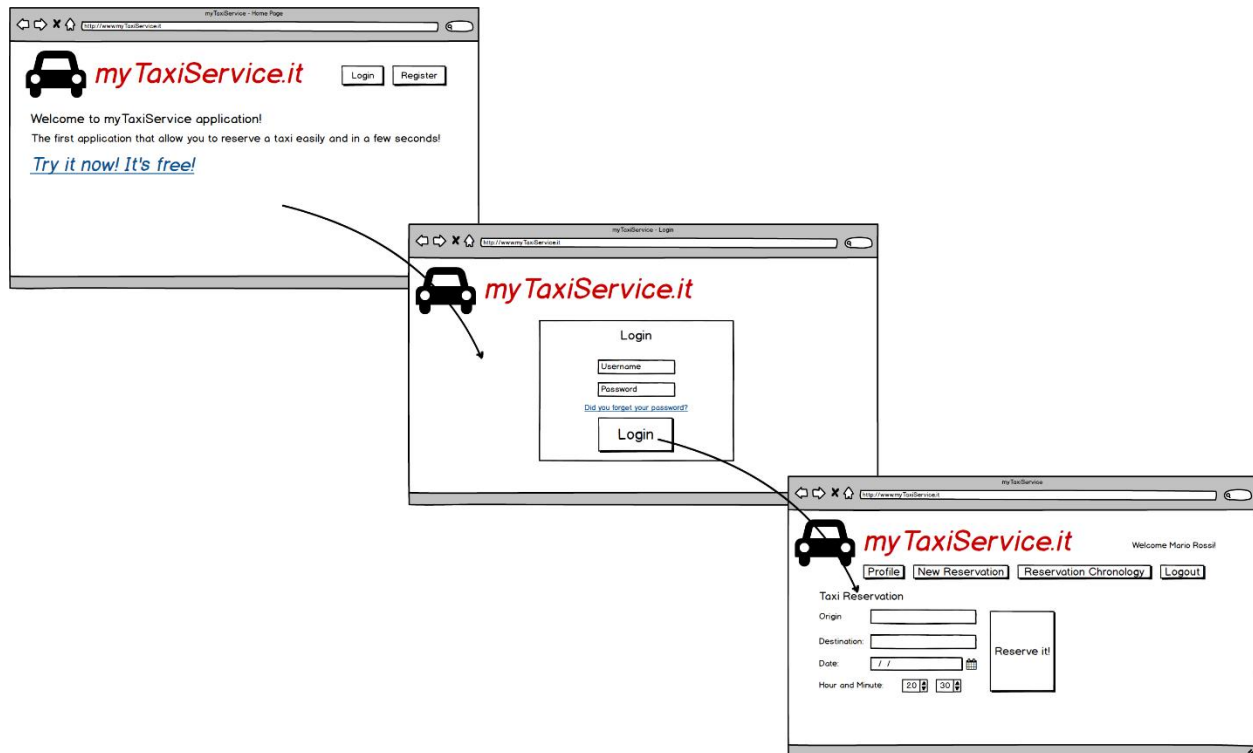 myTaxiService - Home Page
http://www.myTaxiService.it
myTaxiService.it
Login Register
Welcome to myTaxiService application!
The first application that allow you to reserve a taxi easily and in a few seconds!
Try it now! It's free!
myTaxiService - Login
http://www.myTaxiService.it
myTaxiService.it
Login
Username
Password
Did you forget your password?
Login
myTaxiService
http://www.myTaxiService.it
myTaxiService.it
Welcome Mario Rossi!
Profile New Reservation Reservation Chronology Logout
Taxi Reservation
Origin
Destination:
Date: / /
Hour and Minute: 20 30
Reserve it!